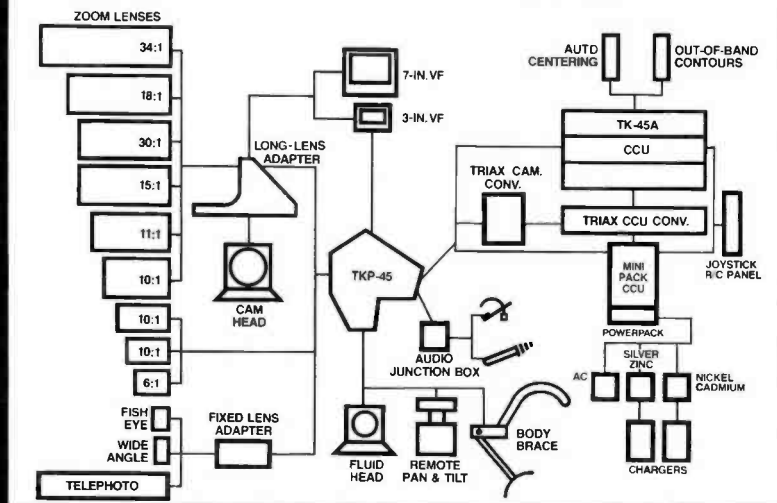 ZOOM LENSES
34:1
18:1
30:1
15:1
11:1
10:1
10:1
10:1
6:1
FISH
EYE
WIDE
ANGLE
TELEPHOTO
FIXED LENS
ADAPTER
LONG-LENS
ADAPTER
CAM
HEAD
7-IN. VF
3-IN. VF
TKP-45
AUDIO
JUNCTION BOX
FLUID
HEAD
REMOTE
PAN & TILT
BODY
BRACE
TRIAX CAM.
CONV.
AUTO
CENTERING
OUT-OF-BAND
CONTOURS
TK-45A
CCU
TRIAX CCU CONV.
MINI
PACK
CCU
POWERPACK
JOYSTICK
R/C PANEL
AC
SILVER
ZINC
NICKEL
CADMIUM
CHARGERS